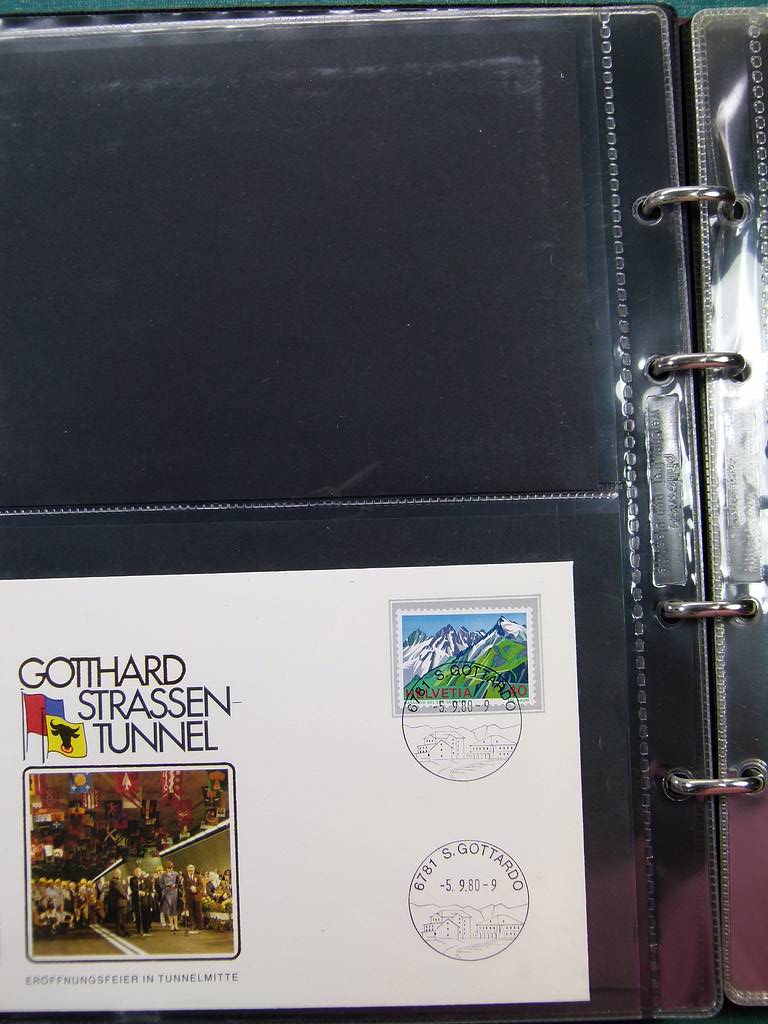 GOTTHARD
STRASSEN-
TUNNEL
ERÖFFNUNGSFEIER IN TUNNELMITTE
HELVETIA 40
6781 S. GOTTARDO
-5. 9.80-9
6781 S. GOTTARDO
-5. 9.80-9